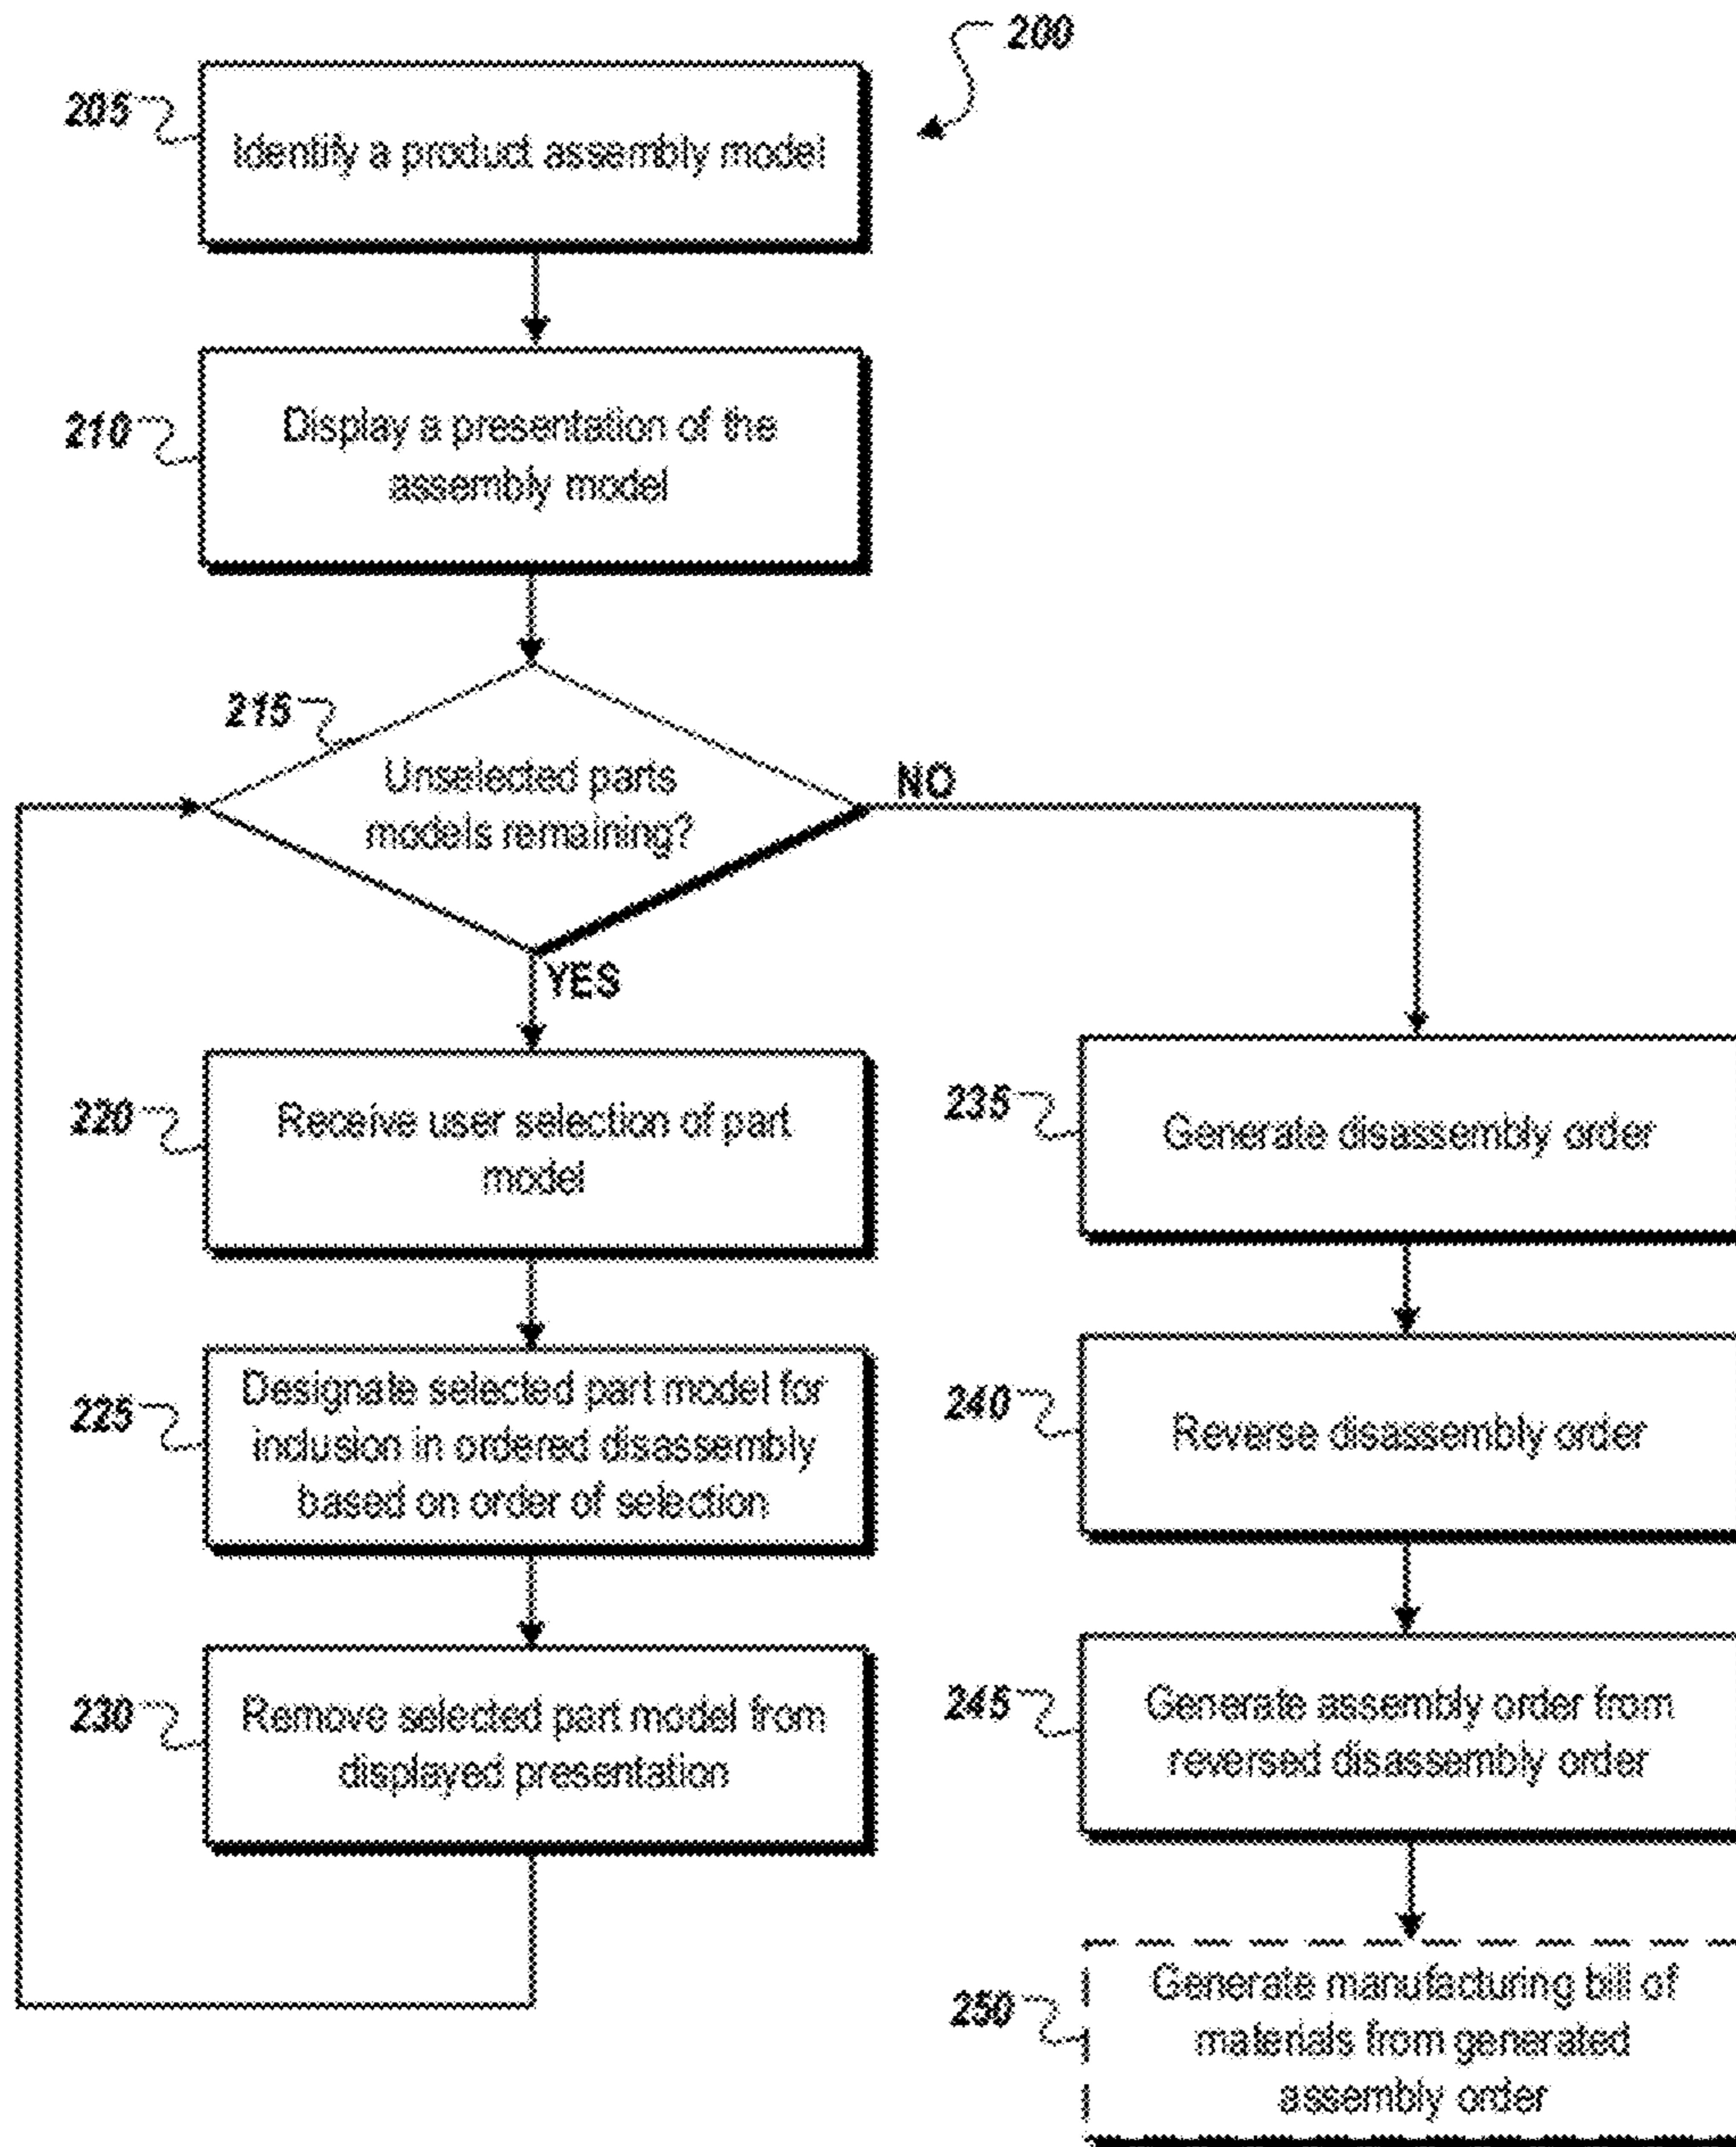 200
205
Identify a product assembly model
210
Display a presentation of the
assembly model
215
Unselected parts
models remaining?
NO
YES
220
Receive user selection of part
model
225
Designate selected part model for
inclusion in ordered disassembly
based on order of selection
230
Remove selected part model from
displayed presentation
235
Generate disassembly order
240
Reverse disassembly order
245
Generate assembly order from
reversed disassembly order
250
Generate manufacturing bill of
materials from generated
assembly order